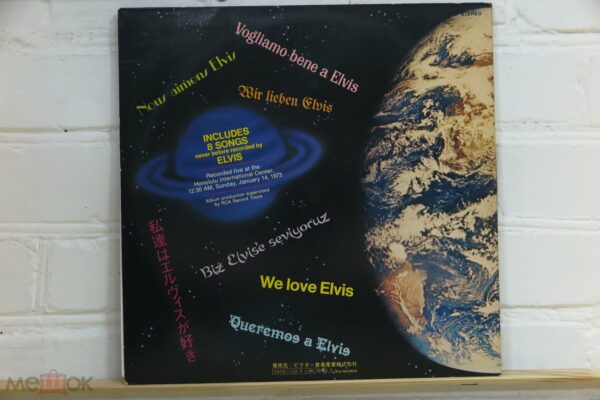 STEREO
Vogliamo bene a Elvis
Nous aimons Elvis
Wir lieben Elvis
INCLUDES
8 SONGS
never before recorded by
ELVIS
Recorded live at the
Honolulu International Center,
12:30 AM, Sunday, January 14, 1973
Album production supervised
by RCA Record Tours
私達はエルヴィスが好き
Biz Elvise seviyoruz
We love Elvis
Queremos a Elvis
発売元:ビクター音楽産業株式会社
МешОК